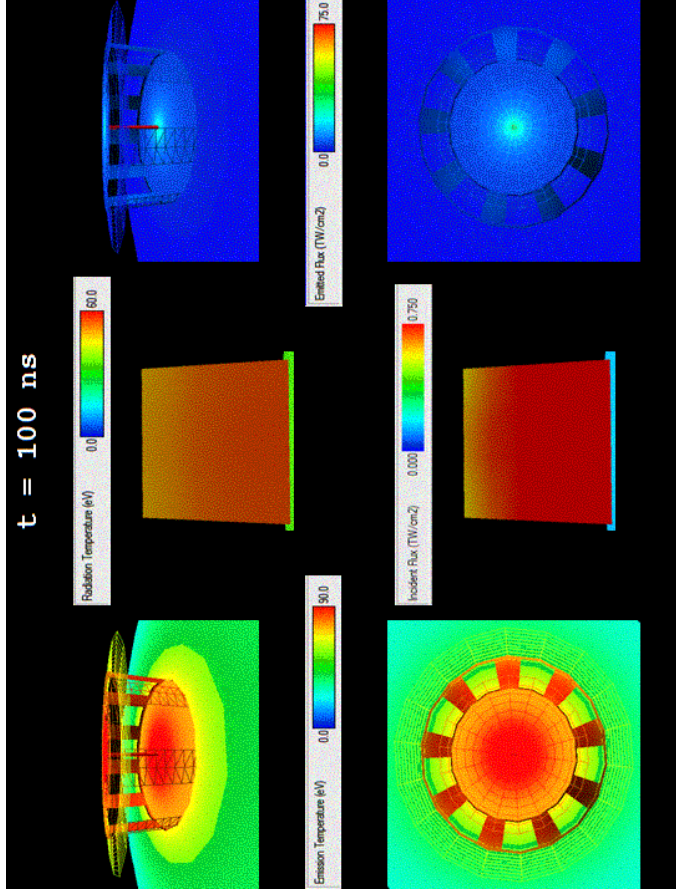 t = 100 ns
Radiation Temperature (eV)
0.0
60.0
Emission Temperature (eV)
0.0
90.0
Emitted Flux (TW/cm2)
0.0
75.0
Incident Flux (TW/cm2)
0.000
0.750